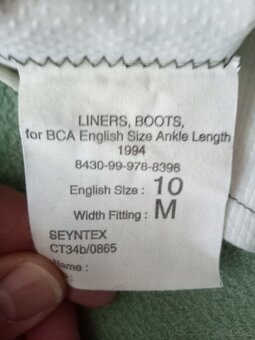 LINERS, BOOTS,
for BCA English Size Ankle Length
1994
8430-99-978-8396
English Size : 10
Width Fitting : M
SEYNTEX
CT34b/0865
Name :